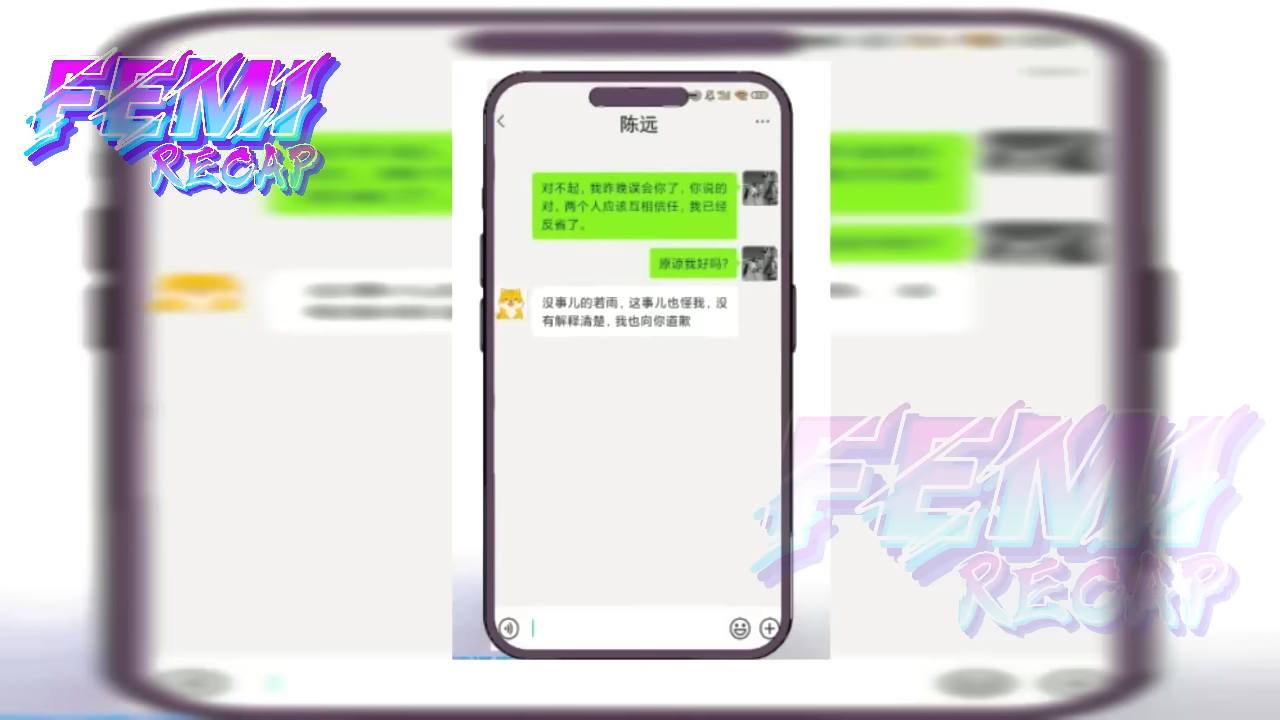 FEMI
RECAP
陈远
对不起，我昨晚误会你了，你说的
对，两个人应该互相信任，我已经
反省了。
原谅我好吗？
没事儿的若雨，这事儿也怪我，没
有解释清楚，我也向你道歉
FEMI
RECAP